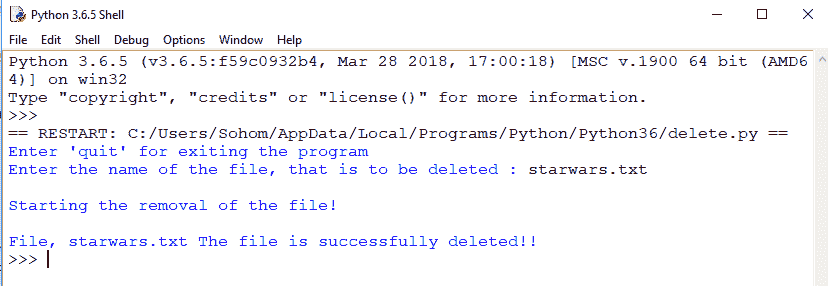 Python 3.6.5 Shell
File Edit Shell Debug Options Window Help
Python 3.6.5 (v3.6.5:f59c0932b4, Mar 28 2018, 17:00:18) [MSC v.1900 64 bit (AMD6
4)] on win32
Type "copyright", "credits" or "license()" for more information.
>>>
== RESTART: C:/Users/Sohom/AppData/Local/Programs/Python/Python36/delete.py ==
Enter 'quit' for exiting the program
Enter the name of the file, that is to be deleted : starwars.txt
Starting the removal of the file!
File, starwars.txt The file is successfully deleted!!
>>>